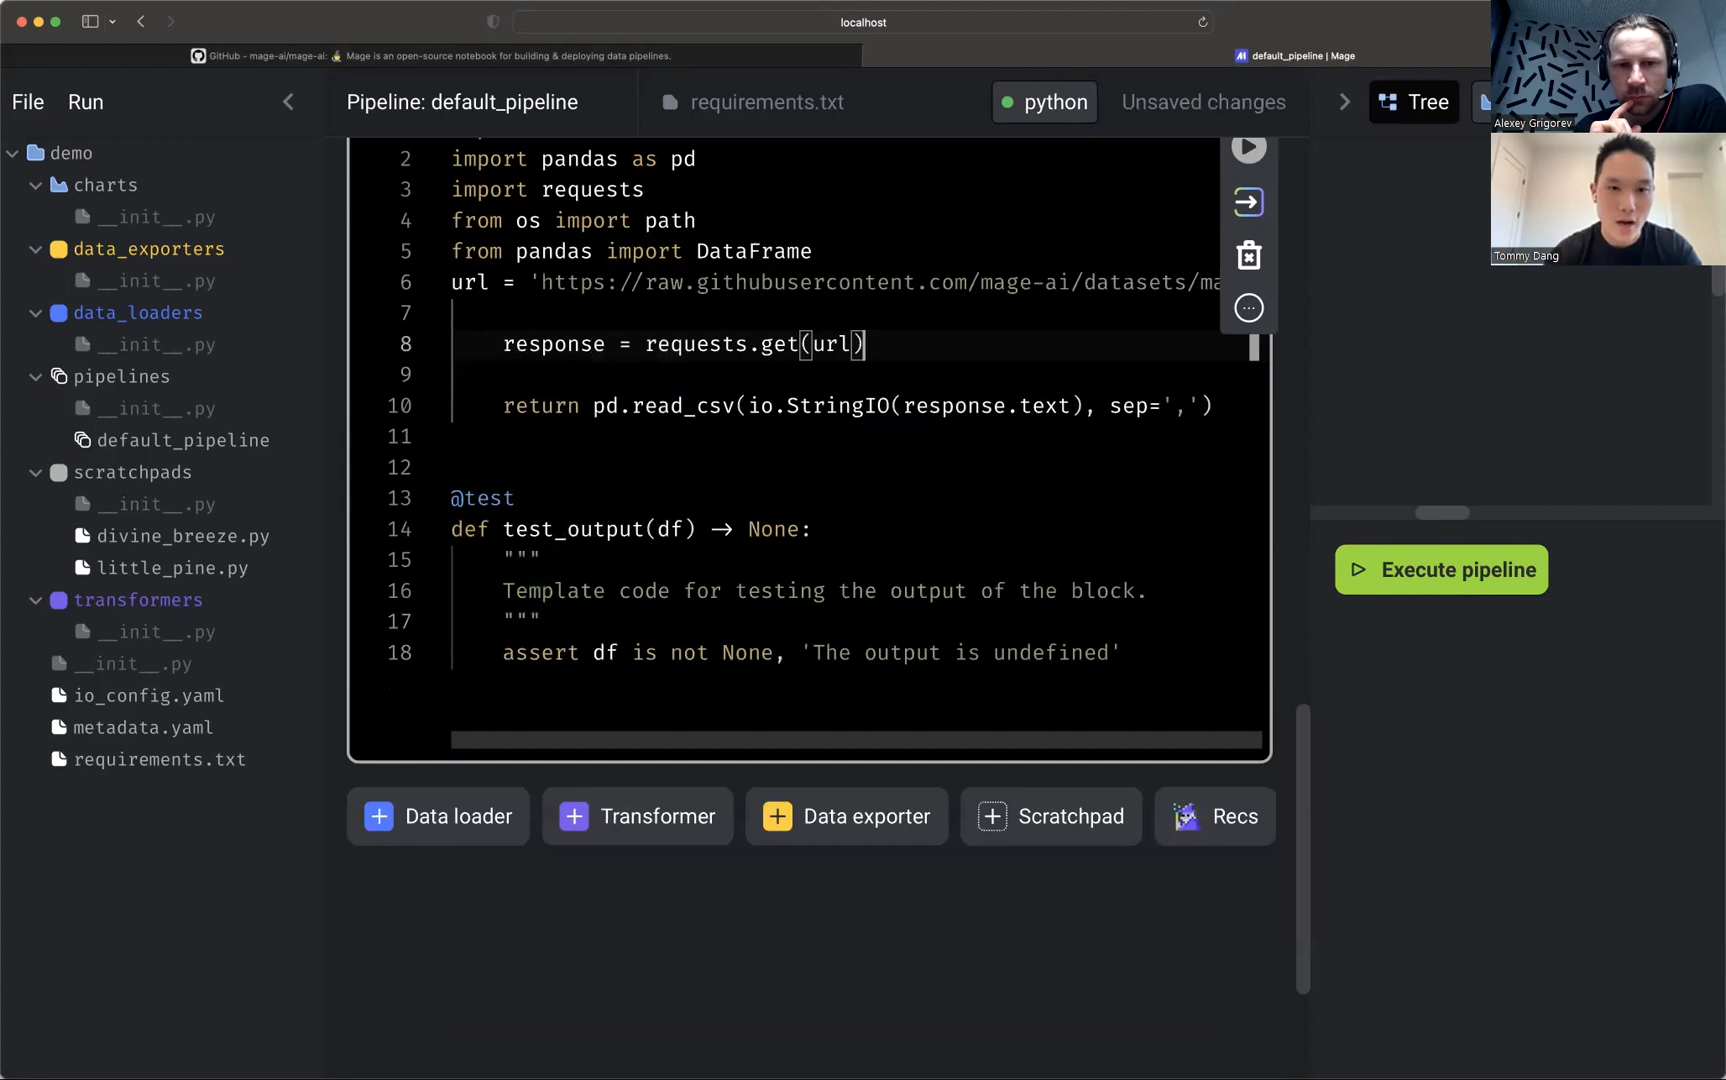 localhost
GitHub - mage-ai/mage-ai: 🧙 Mage is an open-source notebook for building & deploying data pipelines.
default_pipeline | Mage
File
Run
Pipeline: default_pipeline
requirements.txt
python
Unsaved changes
Tree
demo
charts
__init__.py
data_exporters
__init__.py
data_loaders
__init__.py
pipelines
__init__.py
default_pipeline
scratchpads
__init__.py
divine_breeze.py
little_pine.py
transformers
__init__.py
__init__.py
io_config.yaml
metadata.yaml
requirements.txt
2 import pandas as pd
3 import requests
4 from os import path
5 from pandas import DataFrame
6 url = 'https://raw.githubusercontent.com/mage-ai/datasets/ma
7
8 response = requests.get(url)
9
10 return pd.read_csv(io.StringIO(response.text), sep=',')
11
12
13 @test
14 def test_output(df) -> None:
15 """
16 Template code for testing the output of the block.
17 """
18 assert df is not None, 'The output is undefined'
Data loader
Transformer
Data exporter
Scratchpad
Recs
Execute pipeline
Alexey Grigorev
Tommy Dang